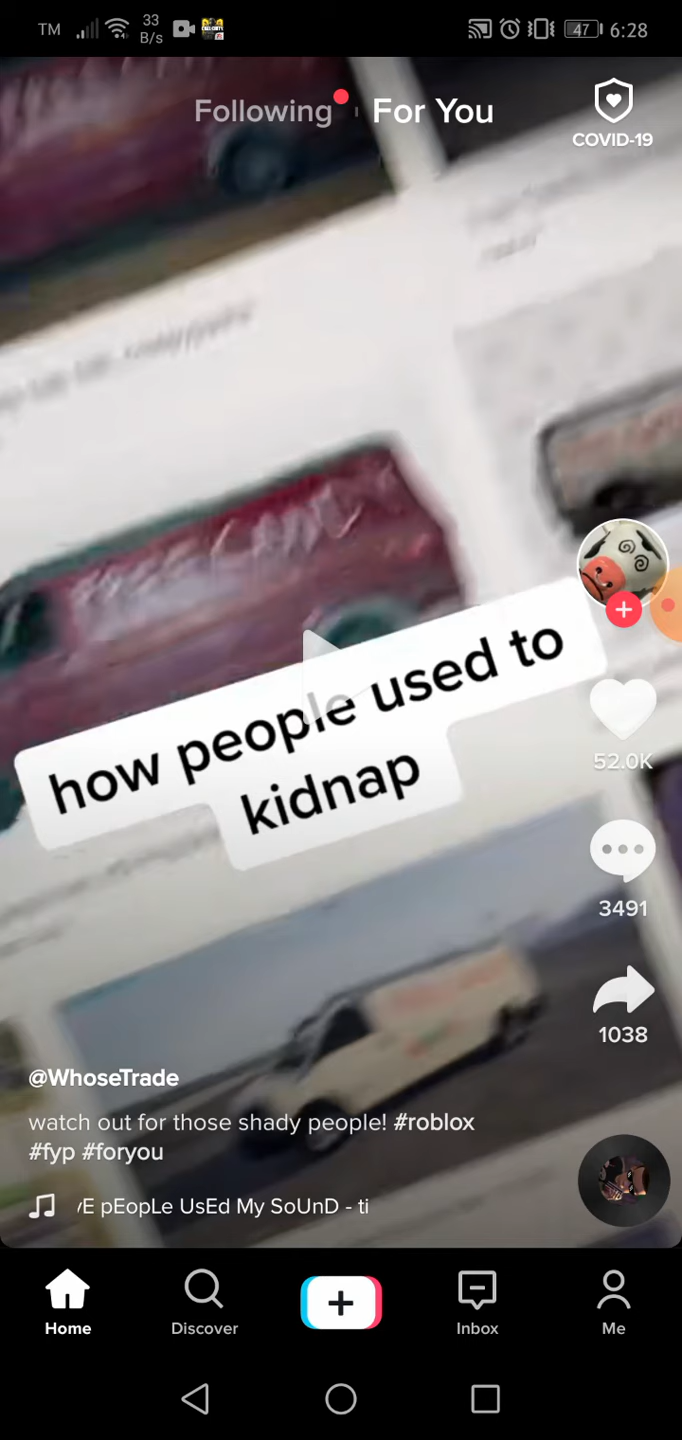 TM
33
B/s
47
6:28
Following
For You
COVID-19
how people used to
kidnap
52.0K
3491
1038
@WhoseTrade
watch out for those shady people! #roblox
#fyp #foryou
E pEopLe UsEd My SoUnD - ti
Home
Discover
Inbox
Me